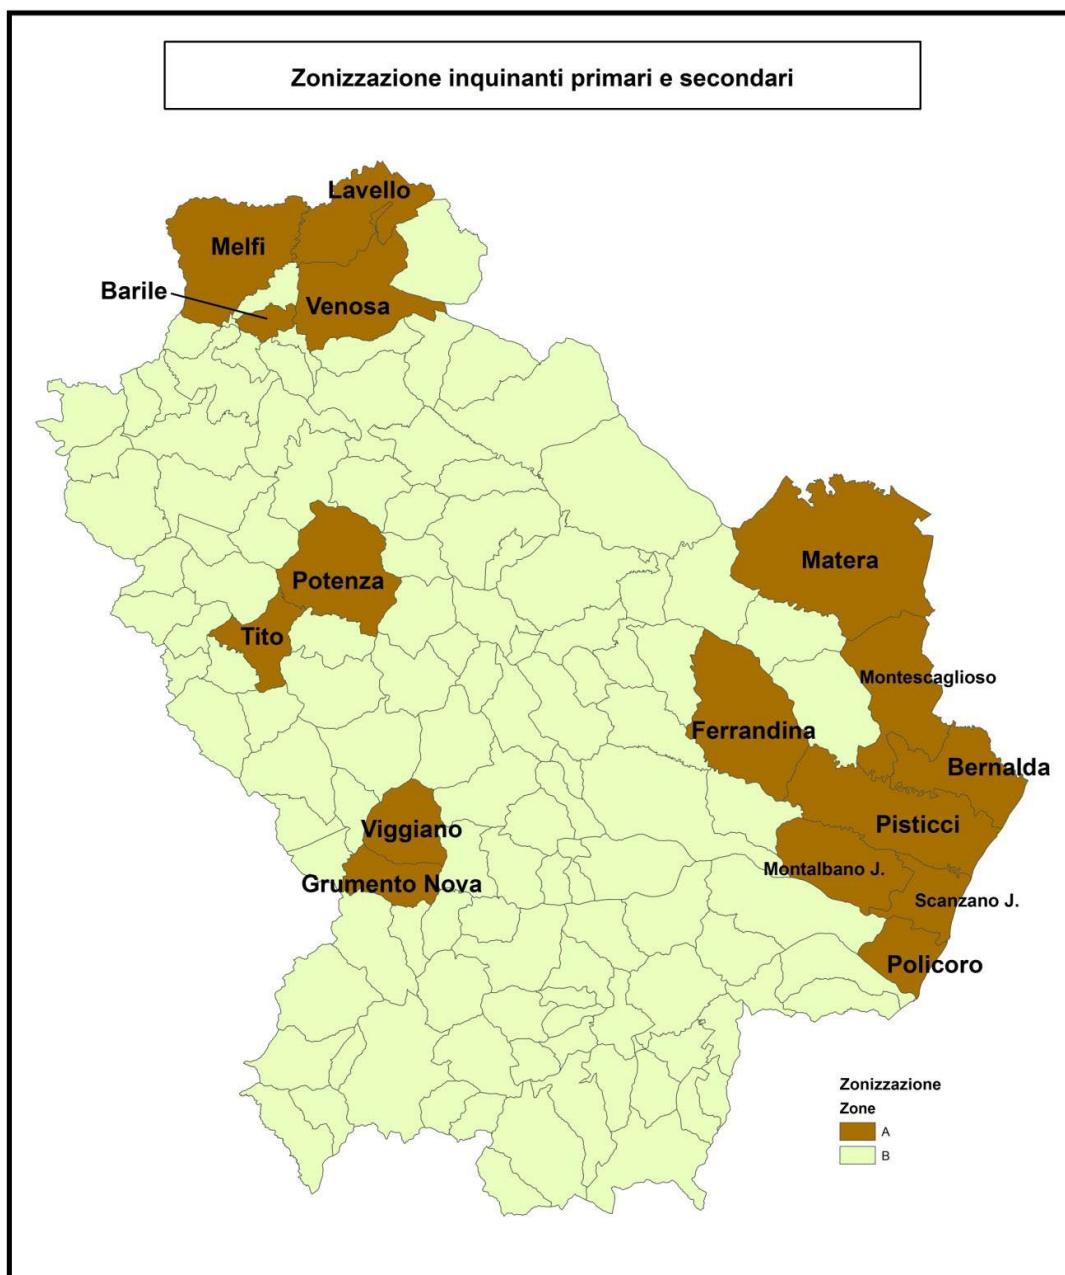 Zonizzazione inquinanti primari e secondari
Lavello
Melfi
Barile
Venosa
Matera
Potenza
Tito
Montescaglioso
Ferrandina
Bernalda
Pisticci
Viggiano
Montalbano J.
Grumento Nova
Scanzano J.
Policoro
Zonizzazione
Zone
A
B